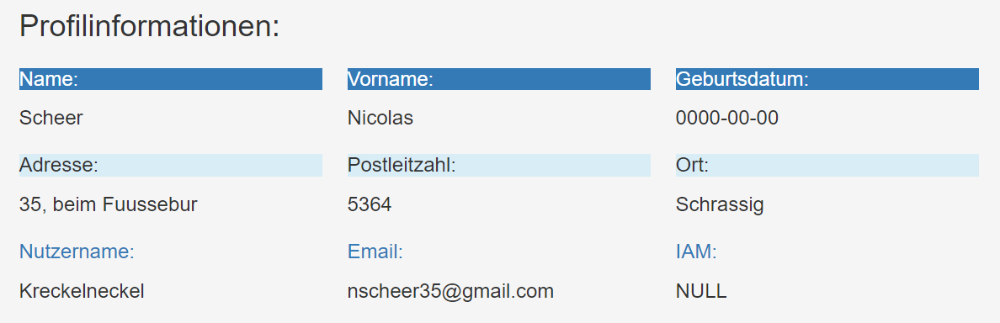 Profilinformationen:
Name: Vorname: Geburtsdatum:
Scheer Nicolas 0000-00-00
Adresse: Postleitzahl: Ort:
35, beim Fuussebur 5364 Schrassig
Nutzername: Email: IAM:
Kreckelneckel nscheer35@gmail.com NULL